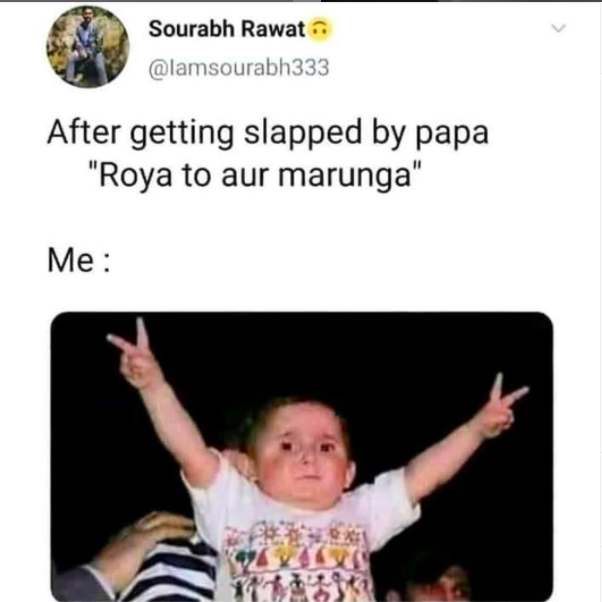 Sourabh Rawat🙃
@Iamsourabh333
After getting slapped by papa
"Roya to aur marunga"
Me :